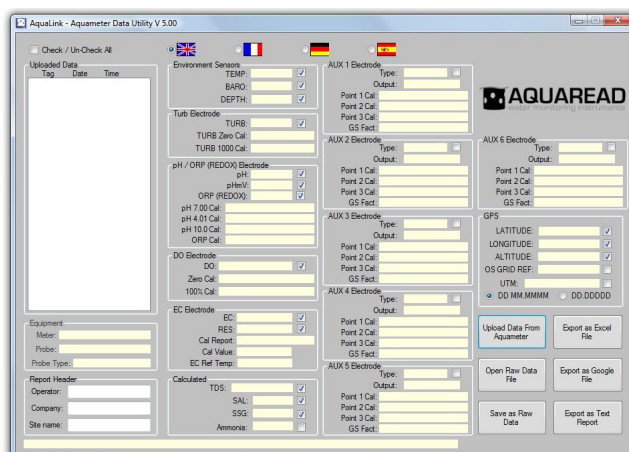 AquaLink - Aquameter Data Utility V 5.00
Check / Un-Check All
Uploaded Data
Tag Date Time
Equipment
Meter:
Probe:
Probe Type:
Report Header
Operator:
Company:
Site name:
Environment Sensors
TEMP:
BARO:
DEPTH:
Turb Electrode
TURB:
TURB Zero Cal:
TURB 1000 Cal:
pH / ORP (REDOX) Electrode
pH:
pHmV:
ORP (REDOX):
pH 7.00 Cal:
pH 4.01 Cal:
pH 10.0 Cal:
ORP Cal:
DO Electrode
DO:
Zero Cal:
100% Cal:
EC Electrode
EC:
RES:
Cal Report:
Cal Value:
EC Ref Temp:
Calculated
TDS:
SAL:
SSG:
Ammonia:
AUX 1 Electrode
Type:
Output:
Point 1 Cal:
Point 2 Cal:
Point 3 Cal:
GS Fact:
AUX 2 Electrode
Type:
Output:
Point 1 Cal:
Point 2 Cal:
Point 3 Cal:
GS Fact:
AUX 3 Electrode
Type:
Output:
Point 1 Cal:
Point 2 Cal:
Point 3 Cal:
GS Fact:
AUX 4 Electrode
Type:
Output:
Point 1 Cal:
Point 2 Cal:
Point 3 Cal:
GS Fact:
AUX 5 Electrode
Type:
Output:
Point 1 Cal:
Point 2 Cal:
Point 3 Cal:
GS Fact:
AQUAREAD
water monitoring instruments
AUX 6 Electrode
Type:
Output:
Point 1 Cal:
Point 2 Cal:
Point 3 Cal:
GS Fact:
GPS
LATITUDE:
LONGITUDE:
ALTITUDE:
OS GRID REF:
UTM:
DD MM.MMMM DD.DDDDD
Upload Data From
Aquameter
Export as Excel
File
Open Raw Data
File
Export as Google
File
Save as Raw
Data
Export as Text
Report